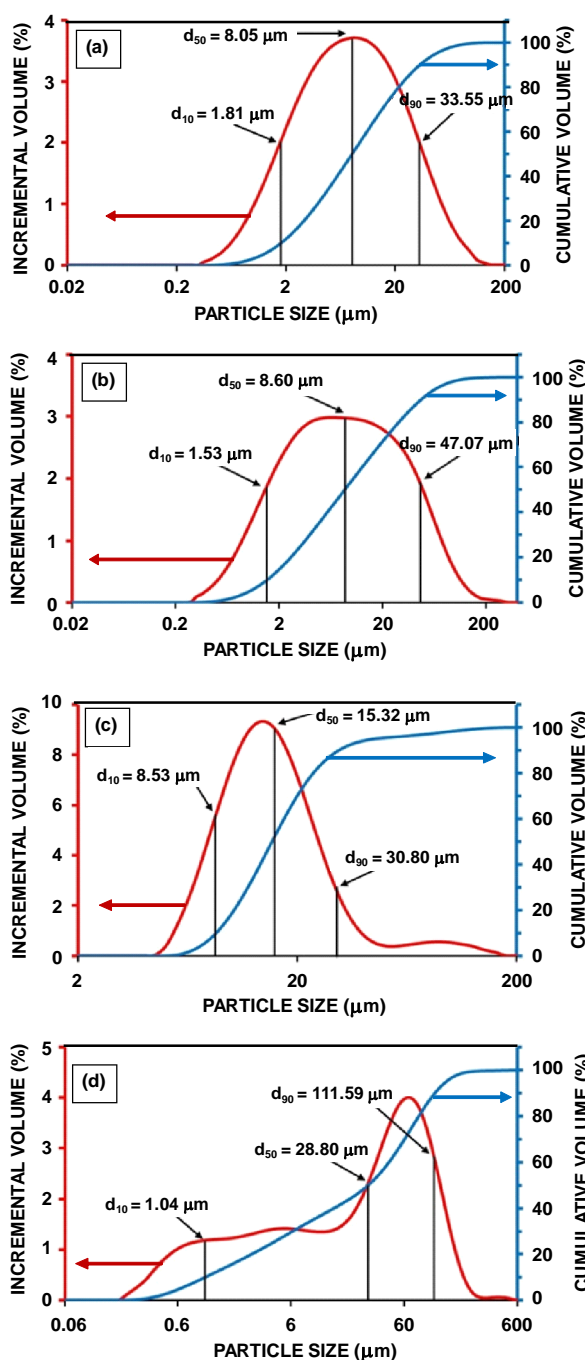 (a)
d50 = 8.05 μm
d10 = 1.81 μm
d90 = 33.55 μm
INCREMENTAL VOLUME (%)
4
3
2
1
0
CUMULATIVE VOLUME (%)
100
80
60
40
20
0
0.02 0.2 2 20 200
PARTICLE SIZE (μm)
(b)
d50 = 8.60 μm
d10 = 1.53 μm
d90 = 47.07 μm
INCREMENTAL VOLUME (%)
4
3
2
1
0
CUMULATIVE VOLUME (%)
100
80
60
40
20
0
0.02 0.2 2 20 200
PARTICLE SIZE (μm)
(c)
d50 = 15.32 μm
d10 = 8.53 μm
d90 = 30.80 μm
INCREMENTAL VOLUME (%)
10
8
6
4
2
0
CUMULATIVE VOLUME (%)
100
80
60
40
20
0
2 20 200
PARTICLE SIZE (μm)
(d)
d90 = 111.59 μm
d50 = 28.80 μm
d10 = 1.04 μm
INCREMENTAL VOLUME (%)
5
4
3
2
1
0
CUMULATIVE VOLUME (%)
100
80
60
40
20
0
0.06 0.6 6 60 600
PARTICLE SIZE (μm)